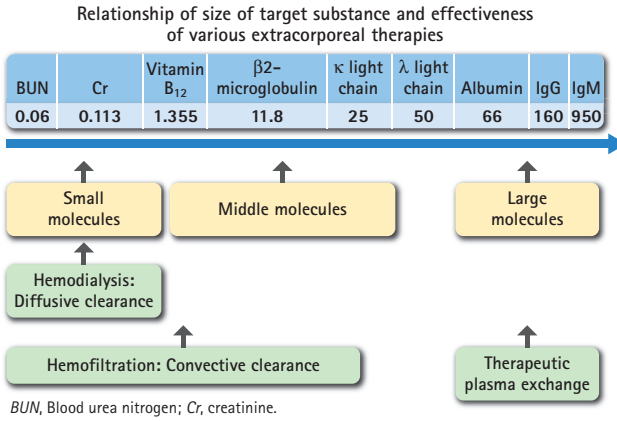 Relationship of size of target substance and effectiveness
of various extracorporeal therapies
BUN Cr Vitamin B12 β2-microglobulin κ light chain λ light chain Albumin IgG IgM
0.06 0.113 1.355 11.8 25 50 66 160 950
Small
molecules
Middle molecules
Large
molecules
Hemodialysis:
Diffusive clearance
Hemofiltration: Convective clearance
Therapeutic
plasma exchange
BUN, Blood urea nitrogen; Cr, creatinine.